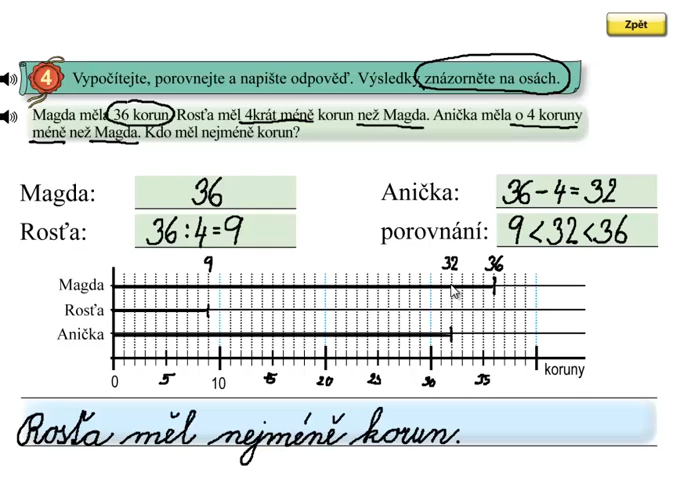 Zpět
4 Vypočítejte, porovnejte a napište odpověď. Výsledky znázorněte na osách.
Magda měla 36 korun. Rosťa měl 4krát méně korun než Magda. Anička měla o 4 koruny
méně než Magda. Kdo měl nejméně korun?
Magda: 36 Anička: 36 - 4 = 32
Rosťa: 36 : 4 = 9 porovnání: 9 < 32 < 36
9 32 36
Magda
Rosťa
Anička
0 5 10 15 20 25 30 35 koruny
Rosťa měl nejméně korun.